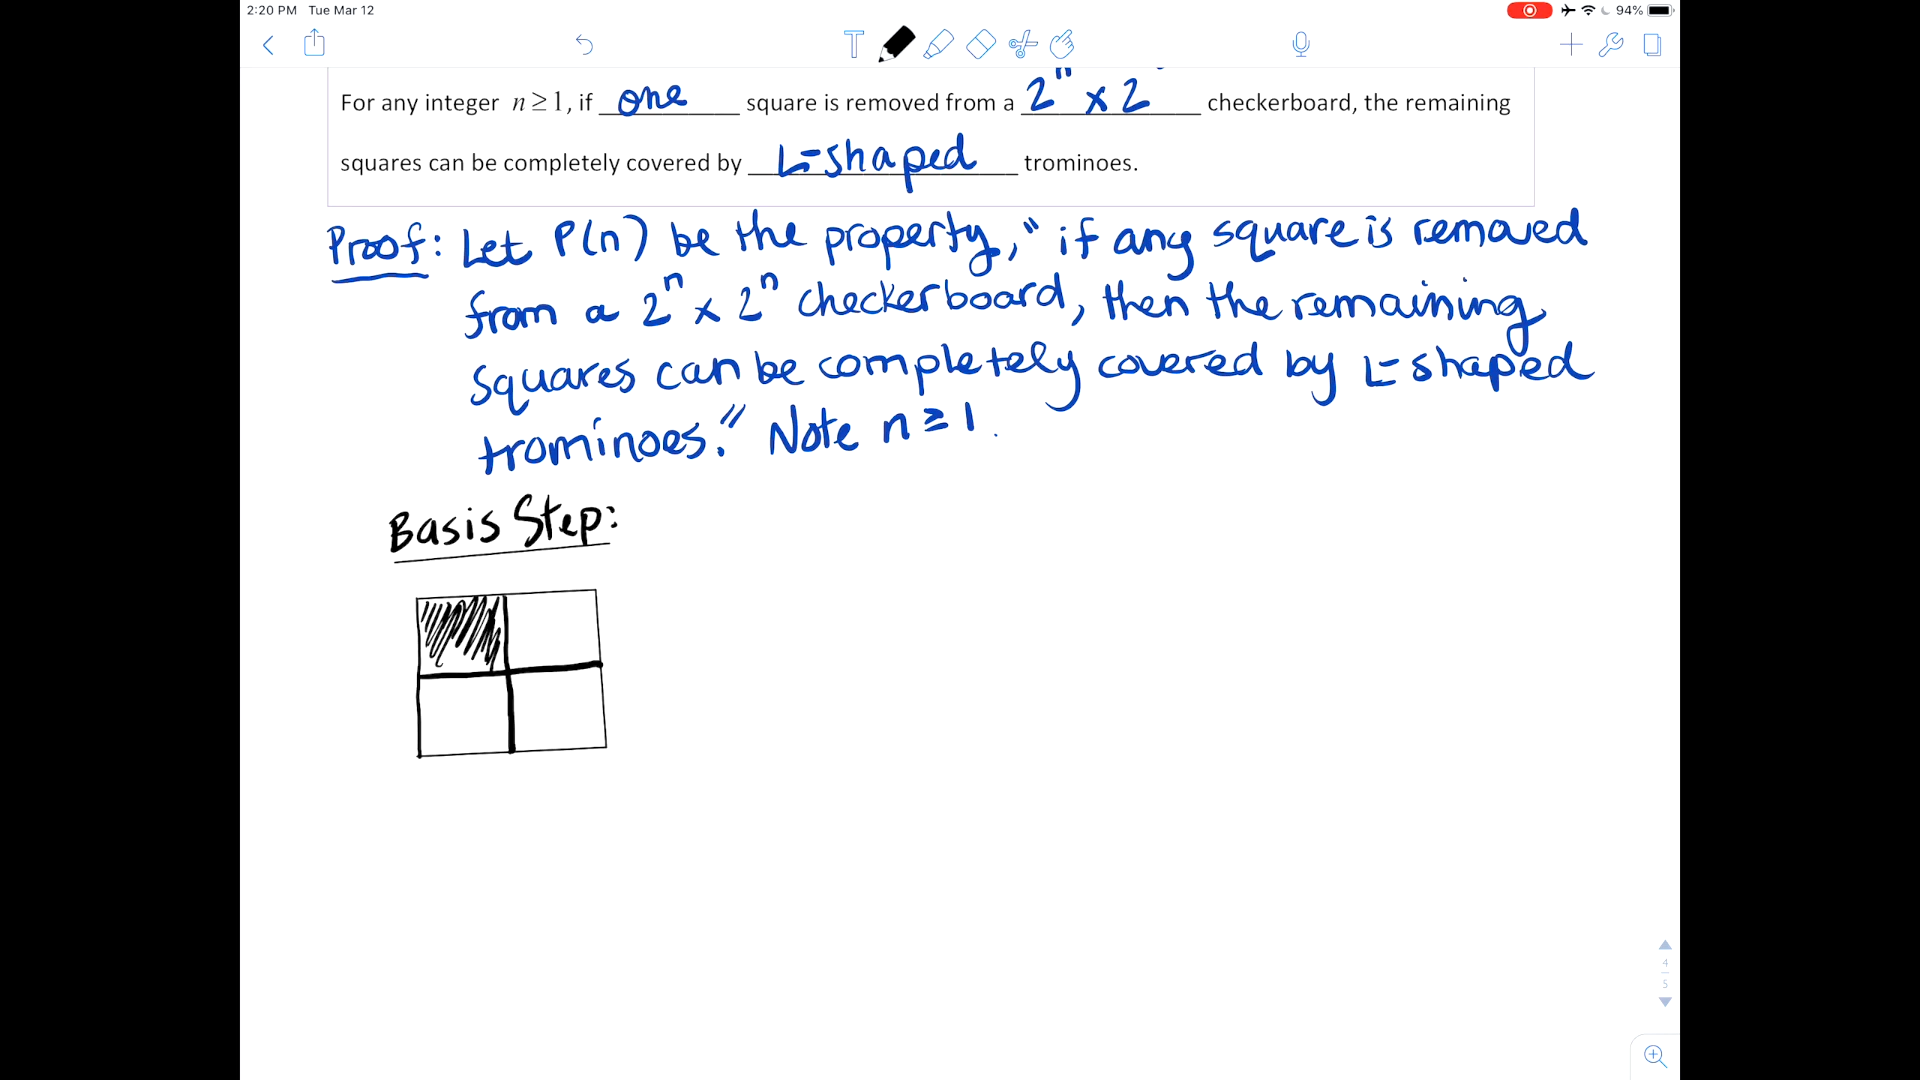 2:20 PM Tue Mar 12
94%
T
For any integer n ≥ 1, if one square is removed from a 2ⁿ x 2 checkerboard, the remaining
squares can be completely covered by L-shaped trominoes.
Proof: Let P(n) be the property, "if any square is removed
from a 2ⁿ x 2ⁿ checkerboard, then the remaining
squares can be completely covered by L-shaped
trominoes." Note n ≥ 1.
Basis Step:
4
5